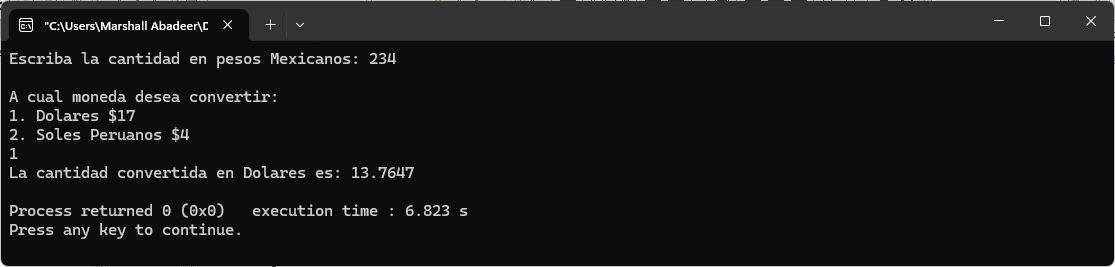 "C:\Users\Marshall Abadeer\D
Escriba la cantidad en pesos Mexicanos: 234
A cual moneda desea convertir:
1. Dolares $17
2. Soles Peruanos $4
1
La cantidad convertida en Dolares es: 13.7647
Process returned 0 (0x0)   execution time : 6.823 s
Press any key to continue.